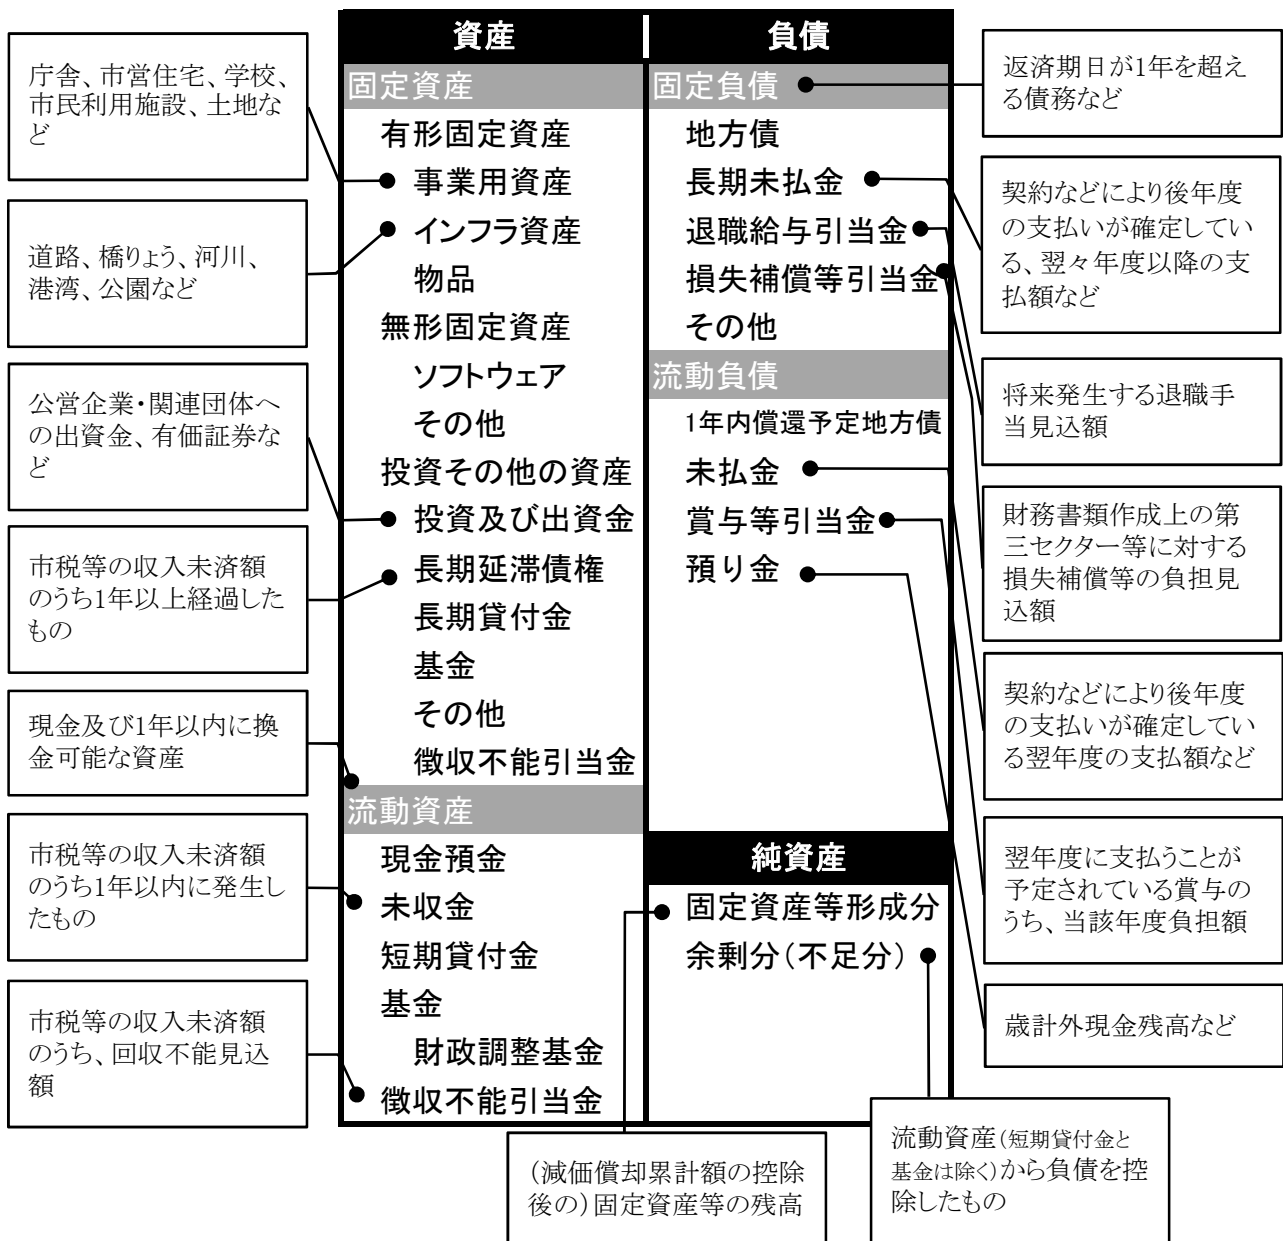 資産
負債
庁舎、市営住宅、学校、
市民利用施設、土地な
ど
道路、橋りょう、河川、
港湾、公園など
公営企業・関連団体へ
の出資金、有価証券な
ど
市税等の収入未済額
のうち1年以上経過した
もの
現金及び1年以内に換
金可能な資産
市税等の収入未済額
のうち1年以内に発生し
たもの
市税等の収入未済額
のうち、回収不能見込
額
固定資産
有形固定資産
事業用資産
インフラ資産
物品
無形固定資産
ソフトウェア
その他
投資その他の資産
投資及び出資金
長期延滞債権
長期貸付金
基金
その他
徴収不能引当金
流動資産
現金預金
未収金
短期貸付金
基金
財政調整基金
徴収不能引当金
固定負債
地方債
長期未払金
退職給与引当金
損失補償等引当金
その他
流動負債
1年内償還予定地方債
未払金
賞与等引当金
預り金
純資産
固定資産等形成分
余剰分(不足分)
返済期日が1年を超え
る債務など
契約などにより後年度
の支払いが確定してい
る、翌々年度以降の支
払額など
将来発生する退職手
当見込額
財務書類作成上の第
三セクター等に対する
損失補償等の負担見
込額
契約などにより後年度
の支払いが確定してい
る翌年度の支払額など
翌年度に支払うことが
予定されている賞与の
うち、当該年度負担額
歳計外現金残高など
(減価償却累計額の控除
後の)固定資産等の残高
流動資産(短期貸付金と
基金は除く)から負債を控
除したもの